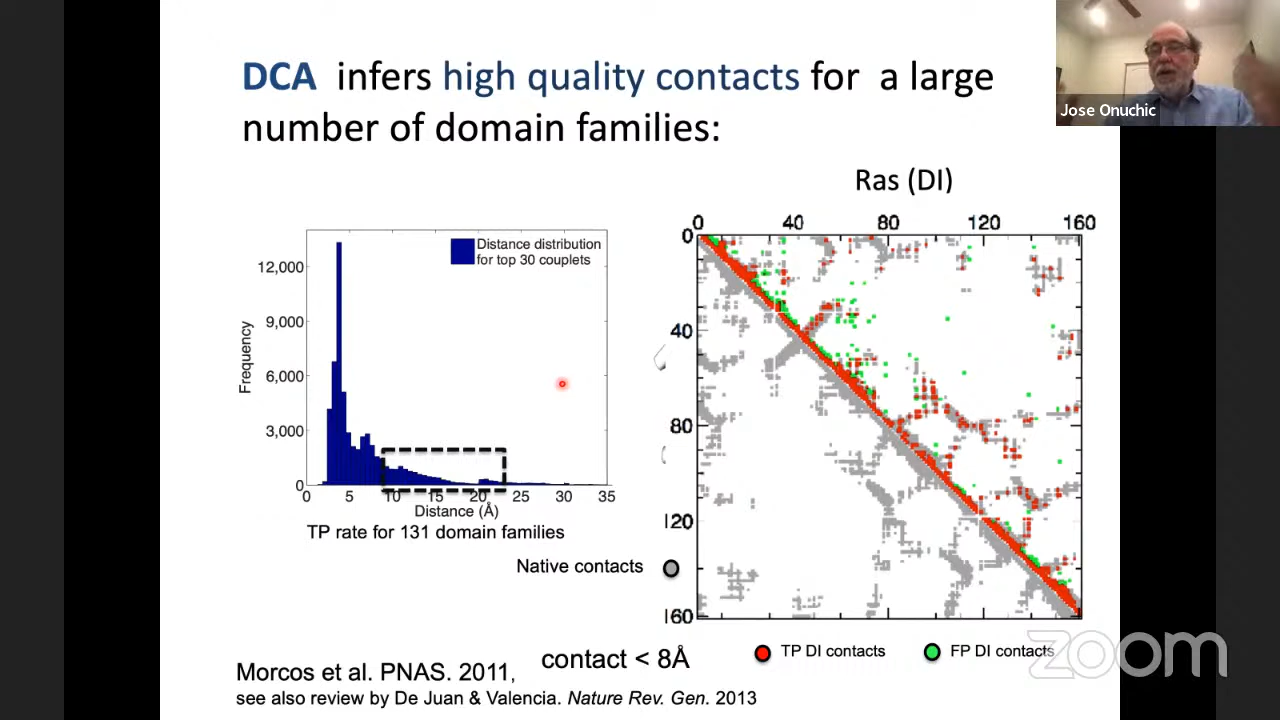 DCA infers high quality contacts for a large
number of domain families:
Jose Onuchic
Ras (DI)
0 40 80 120 160
0
40
80
120
160
Distance distribution
for top 30 couplets
12,000
9,000
6,000
3,000
0
Frequency
0 5 10 15 20 25 30 35
Distance (Å)
TP rate for 131 domain families
Native contacts
TP DI contacts
FP DI contacts
contact < 8Å
Morcos et al. PNAS. 2011,
see also review by De Juan & Valencia. Nature Rev. Gen. 2013
zoom